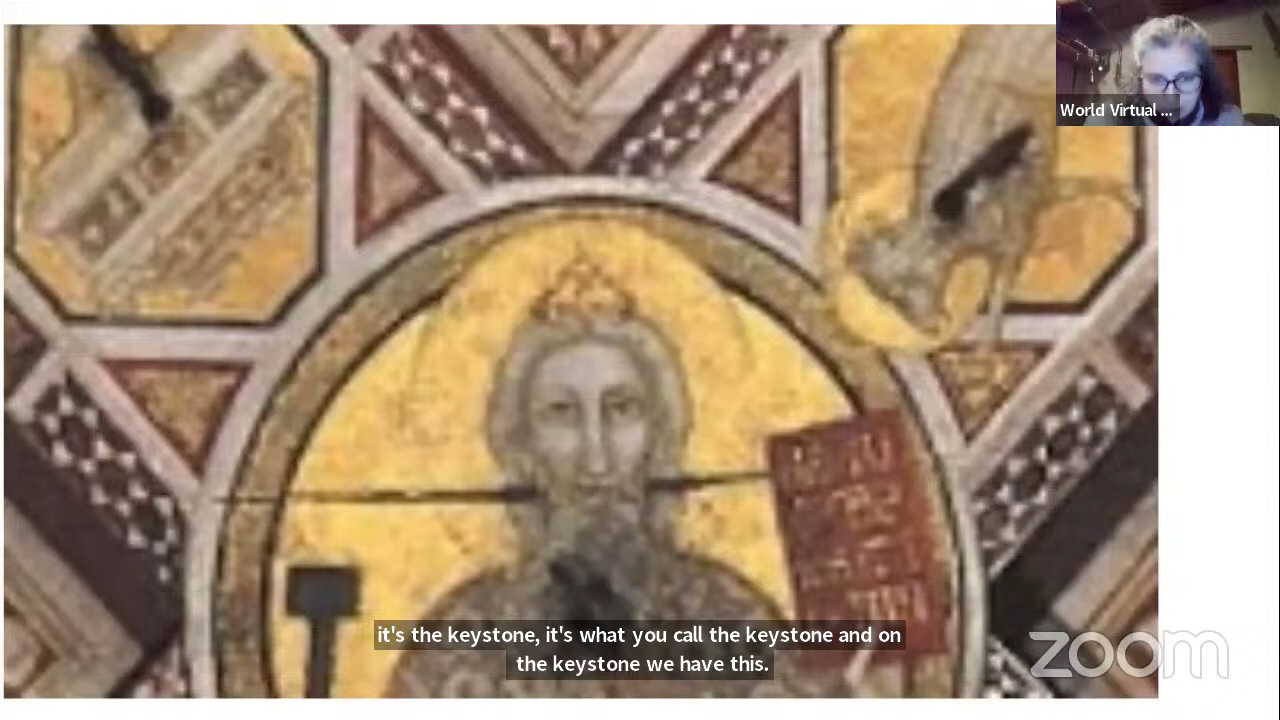 World Virtual ...
it's the keystone, it's what you call the keystone and on
the keystone we have this.
zoom